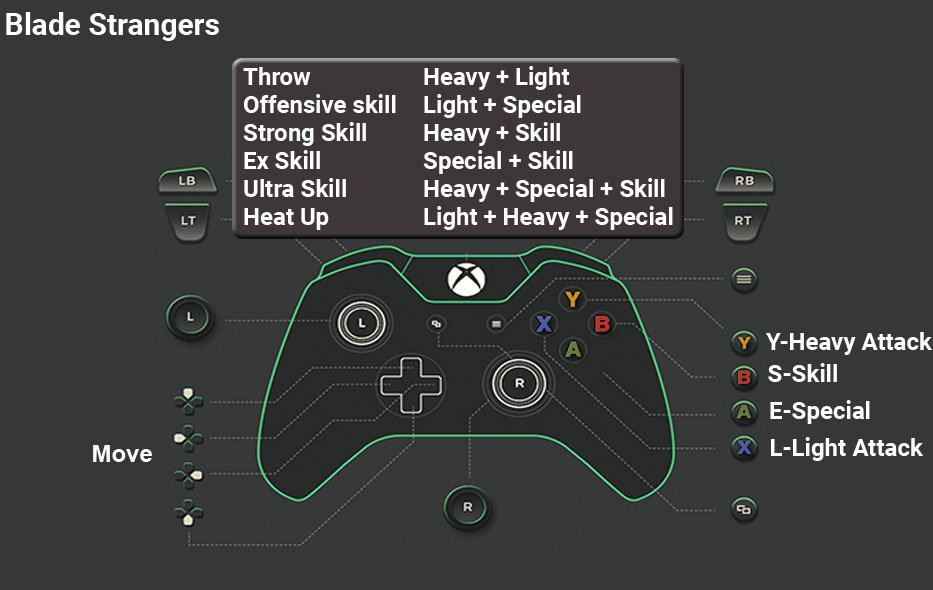 Blade Strangers
Throw Heavy + Light
Offensive skill Light + Special
Strong Skill Heavy + Skill
Ex Skill Special + Skill
Ultra Skill Heavy + Special + Skill
Heat Up Light + Heavy + Special
LB
RB
LT
RT
L
L
Y
X
B
A
R
Y Y-Heavy Attack
B S-Skill
A E-Special
X L-Light Attack
Move
R